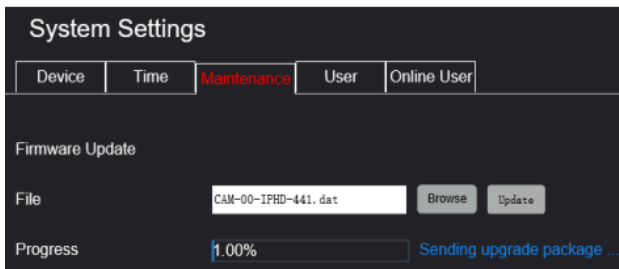 System Settings
Device Time Maintenance User Online User
Firmware Update
File CAM-00-IPHD-441.dat Browse Update
Progress 1.00% Sending upgrade package ...